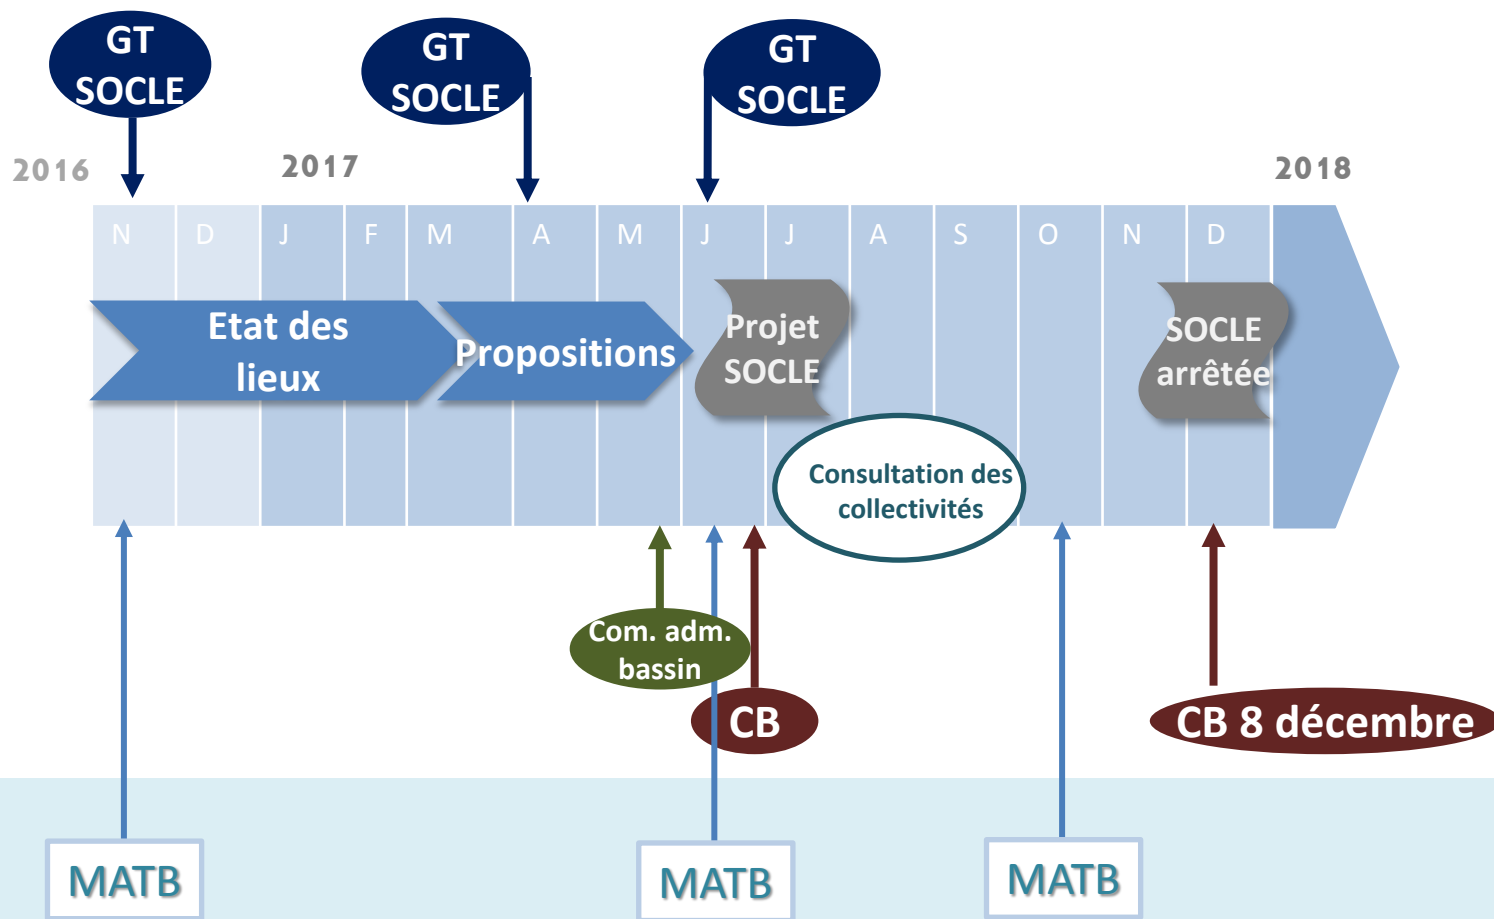 GT
SOCLE
GT
SOCLE
GT
SOCLE
2016
2017
2018
N D J F M A M J J A S O N D
Etat des
lieux
Propositions
Projet
SOCLE
SOCLE
arrêtée
Consultation des
collectivités
Com. adm.
bassin
CB
CB 8 décembre
MATB
MATB
MATB